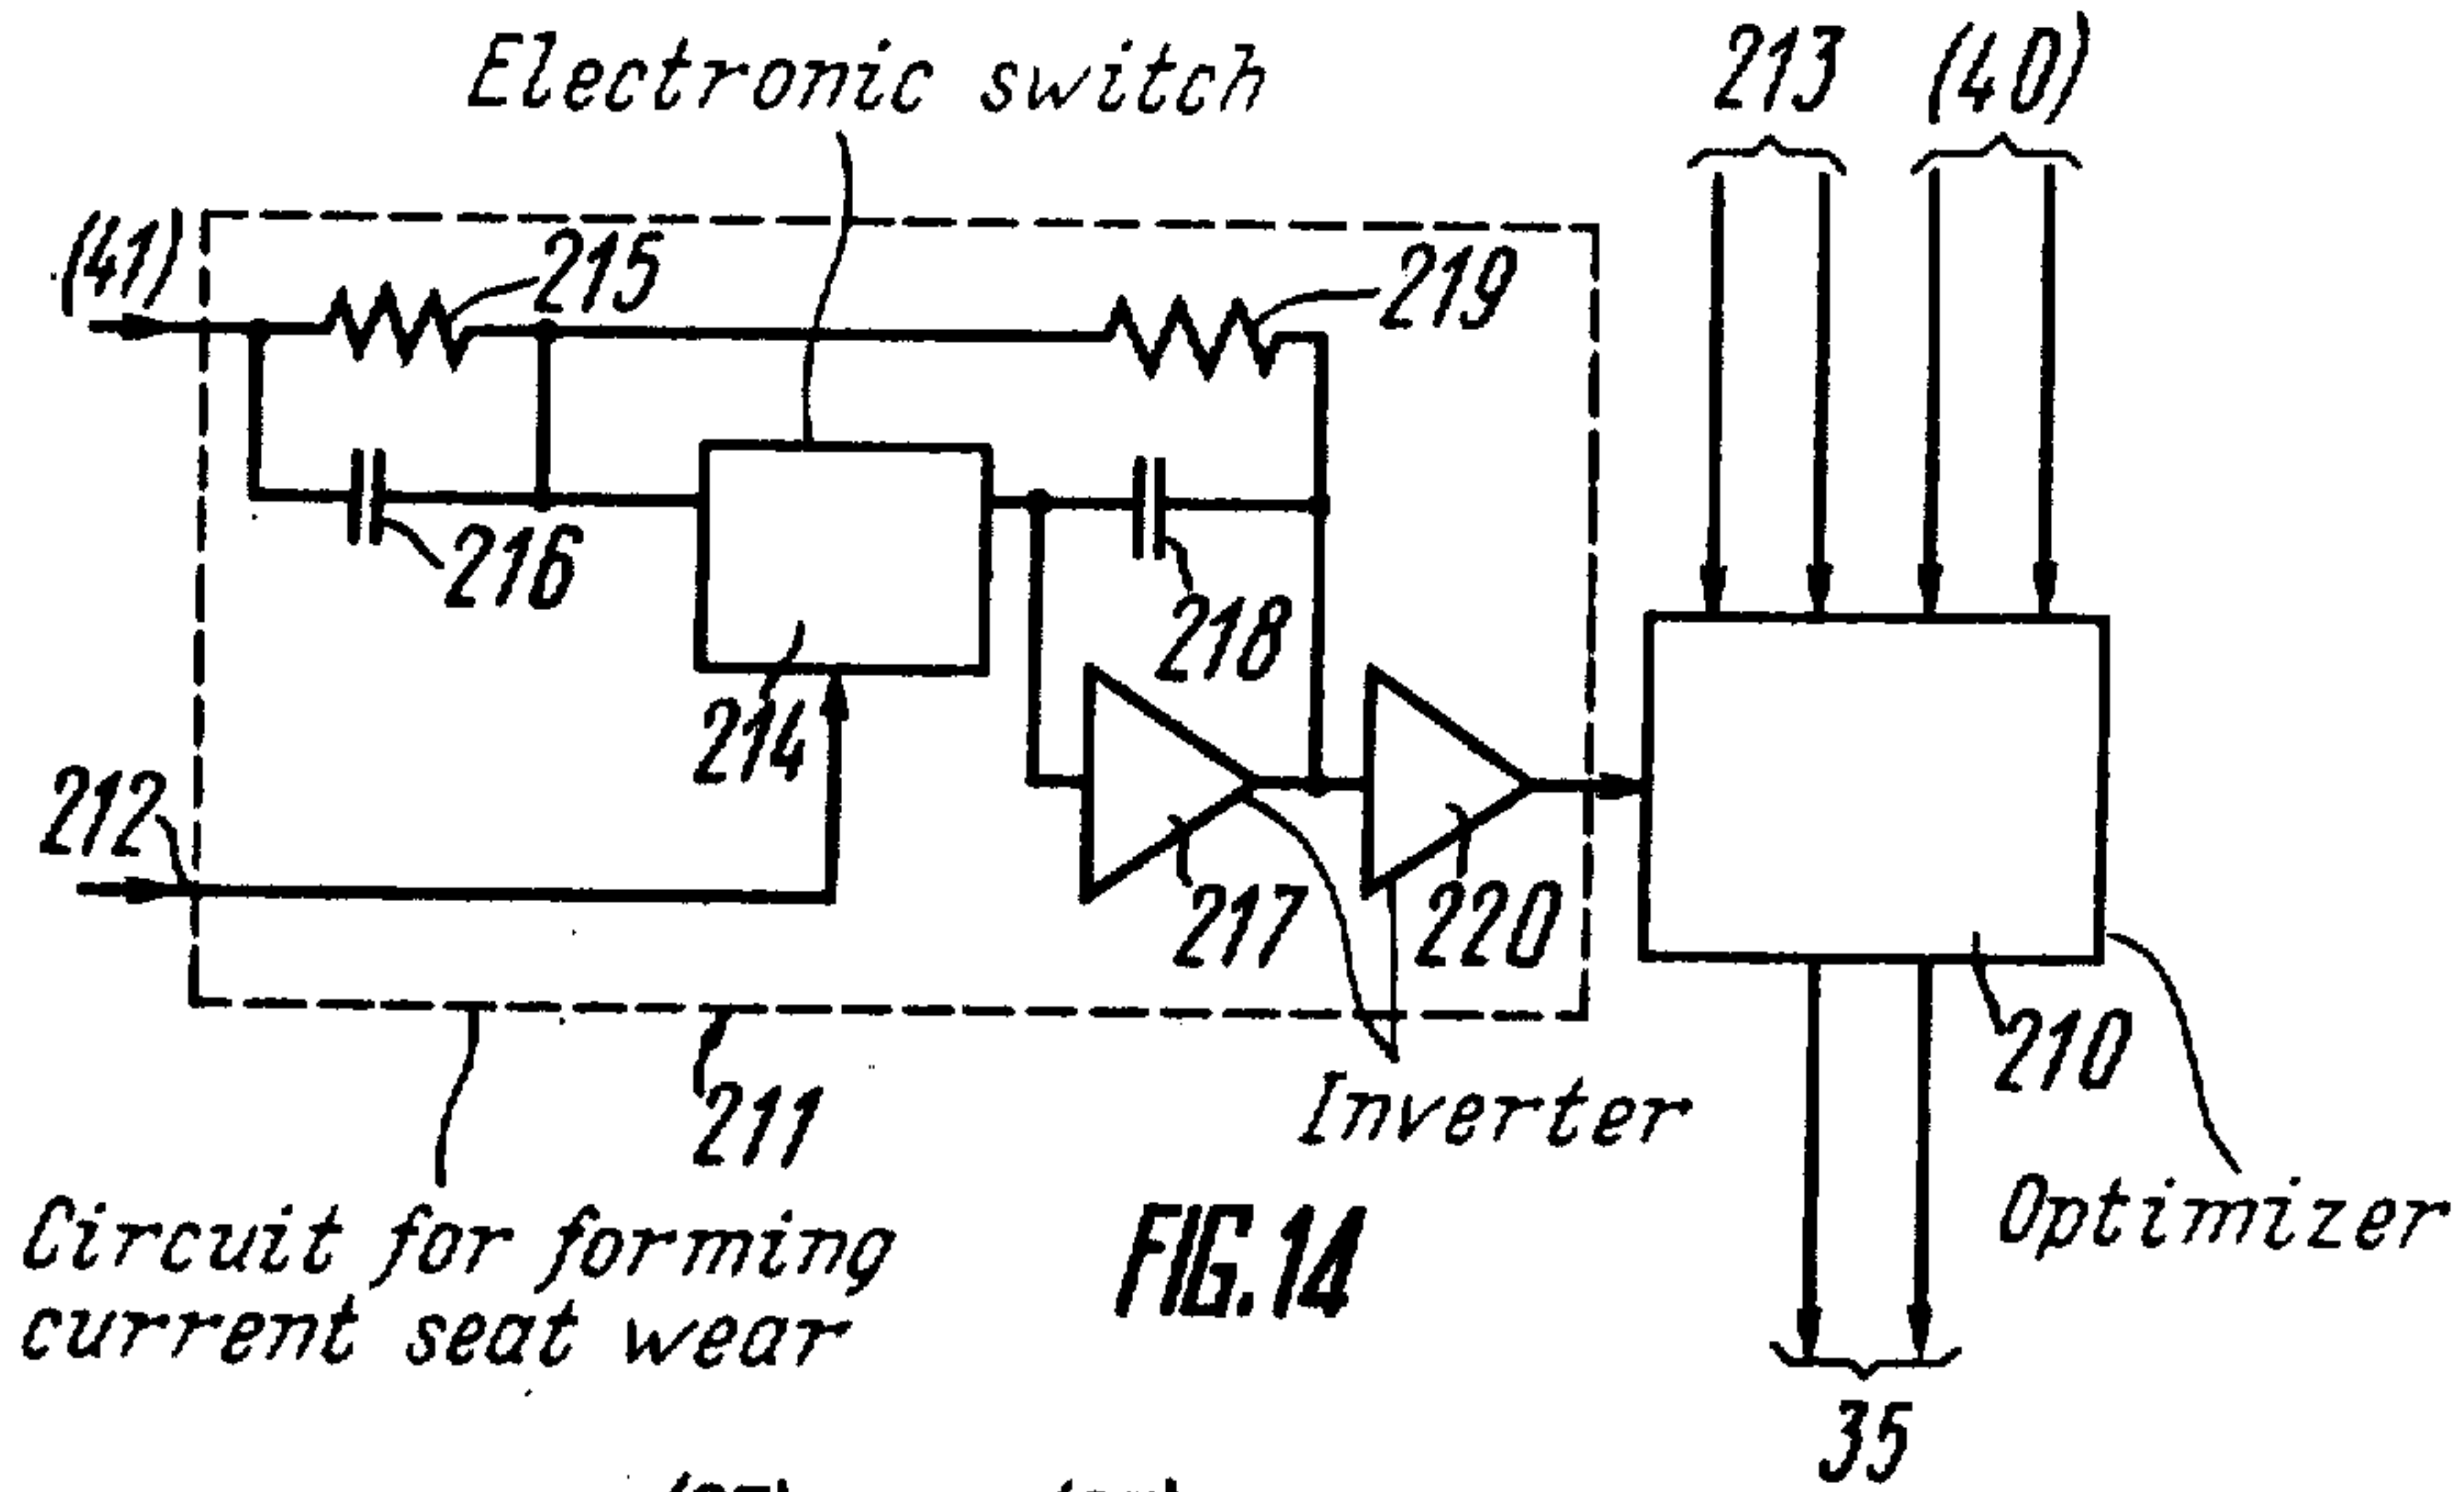 Electronic switch
213
(40)
(41)
215
219
216
218
214
212
217
220
210
211
Inverter
Circuit for forming
current seat wear
FIG.14
Optimizer
35